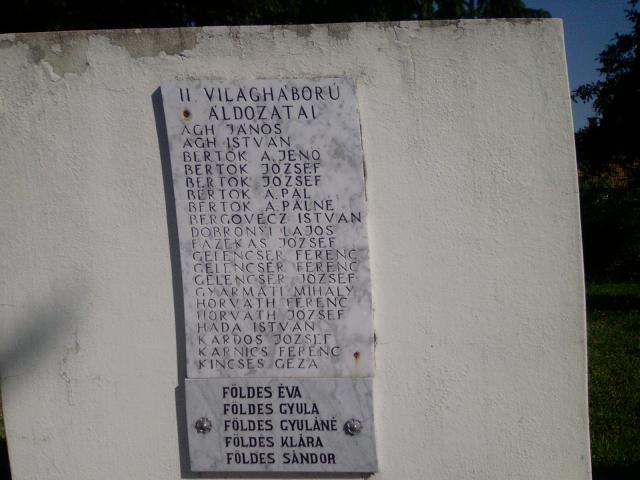 II. VILÁGHÁBORÚ
ÁLDOZATAI
ÁGH JÁNOS
ÁGH ISTVÁN
BERTÓK A. JENŐ
BERTÓK JÓZSEF
BERTÓK JÓZSEF
BERTÓK A. PÁL
BERTÓK A. PÁLNÉ
BERGOVECZ ISTVÁN
DOBRONYI LAJOS
FAZEKAS JÓZSEF
GELENCSÉR FERENC
GELENCSÉR FERENC
GELENCSÉR JÓZSEF
GYARMATI MIHÁLY
HORVÁTH FERENC
HORVÁTH JÓZSEF
HADA ISTVÁN
KARDOS JÓZSEF
KARNICS FERENC
KINCSES GÉZA
FÖLDES ÉVA
FÖLDES GYULA
FÖLDES GYULÁNÉ
FÖLDES KLÁRA
FÖLDES SÁNDOR